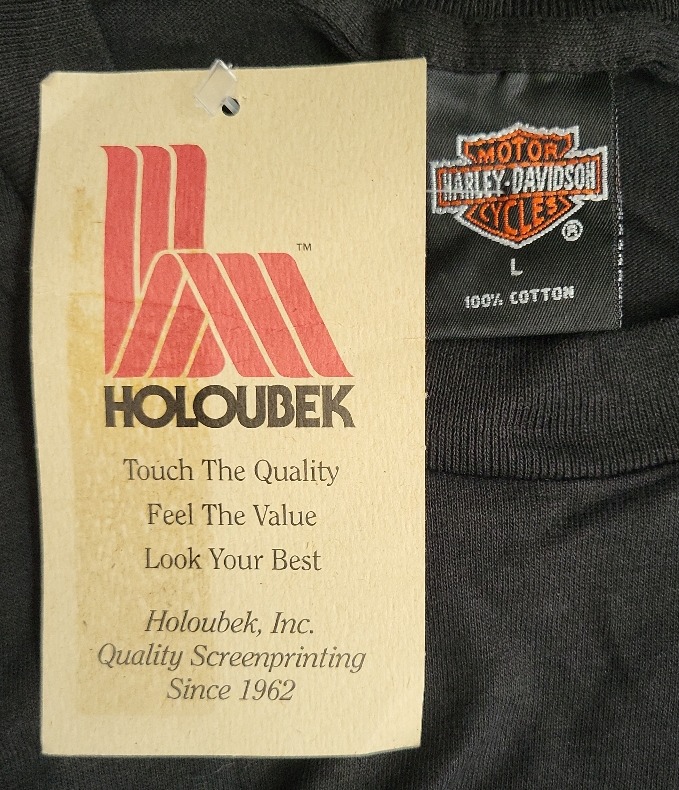 TM
HOLOUBEK
Touch The Quality
Feel The Value
Look Your Best
Holoubek, Inc.
Quality Screenprinting
Since 1962
MOTOR
HARLEY-DAVIDSON
CYCLES
®
L
100% COTTON